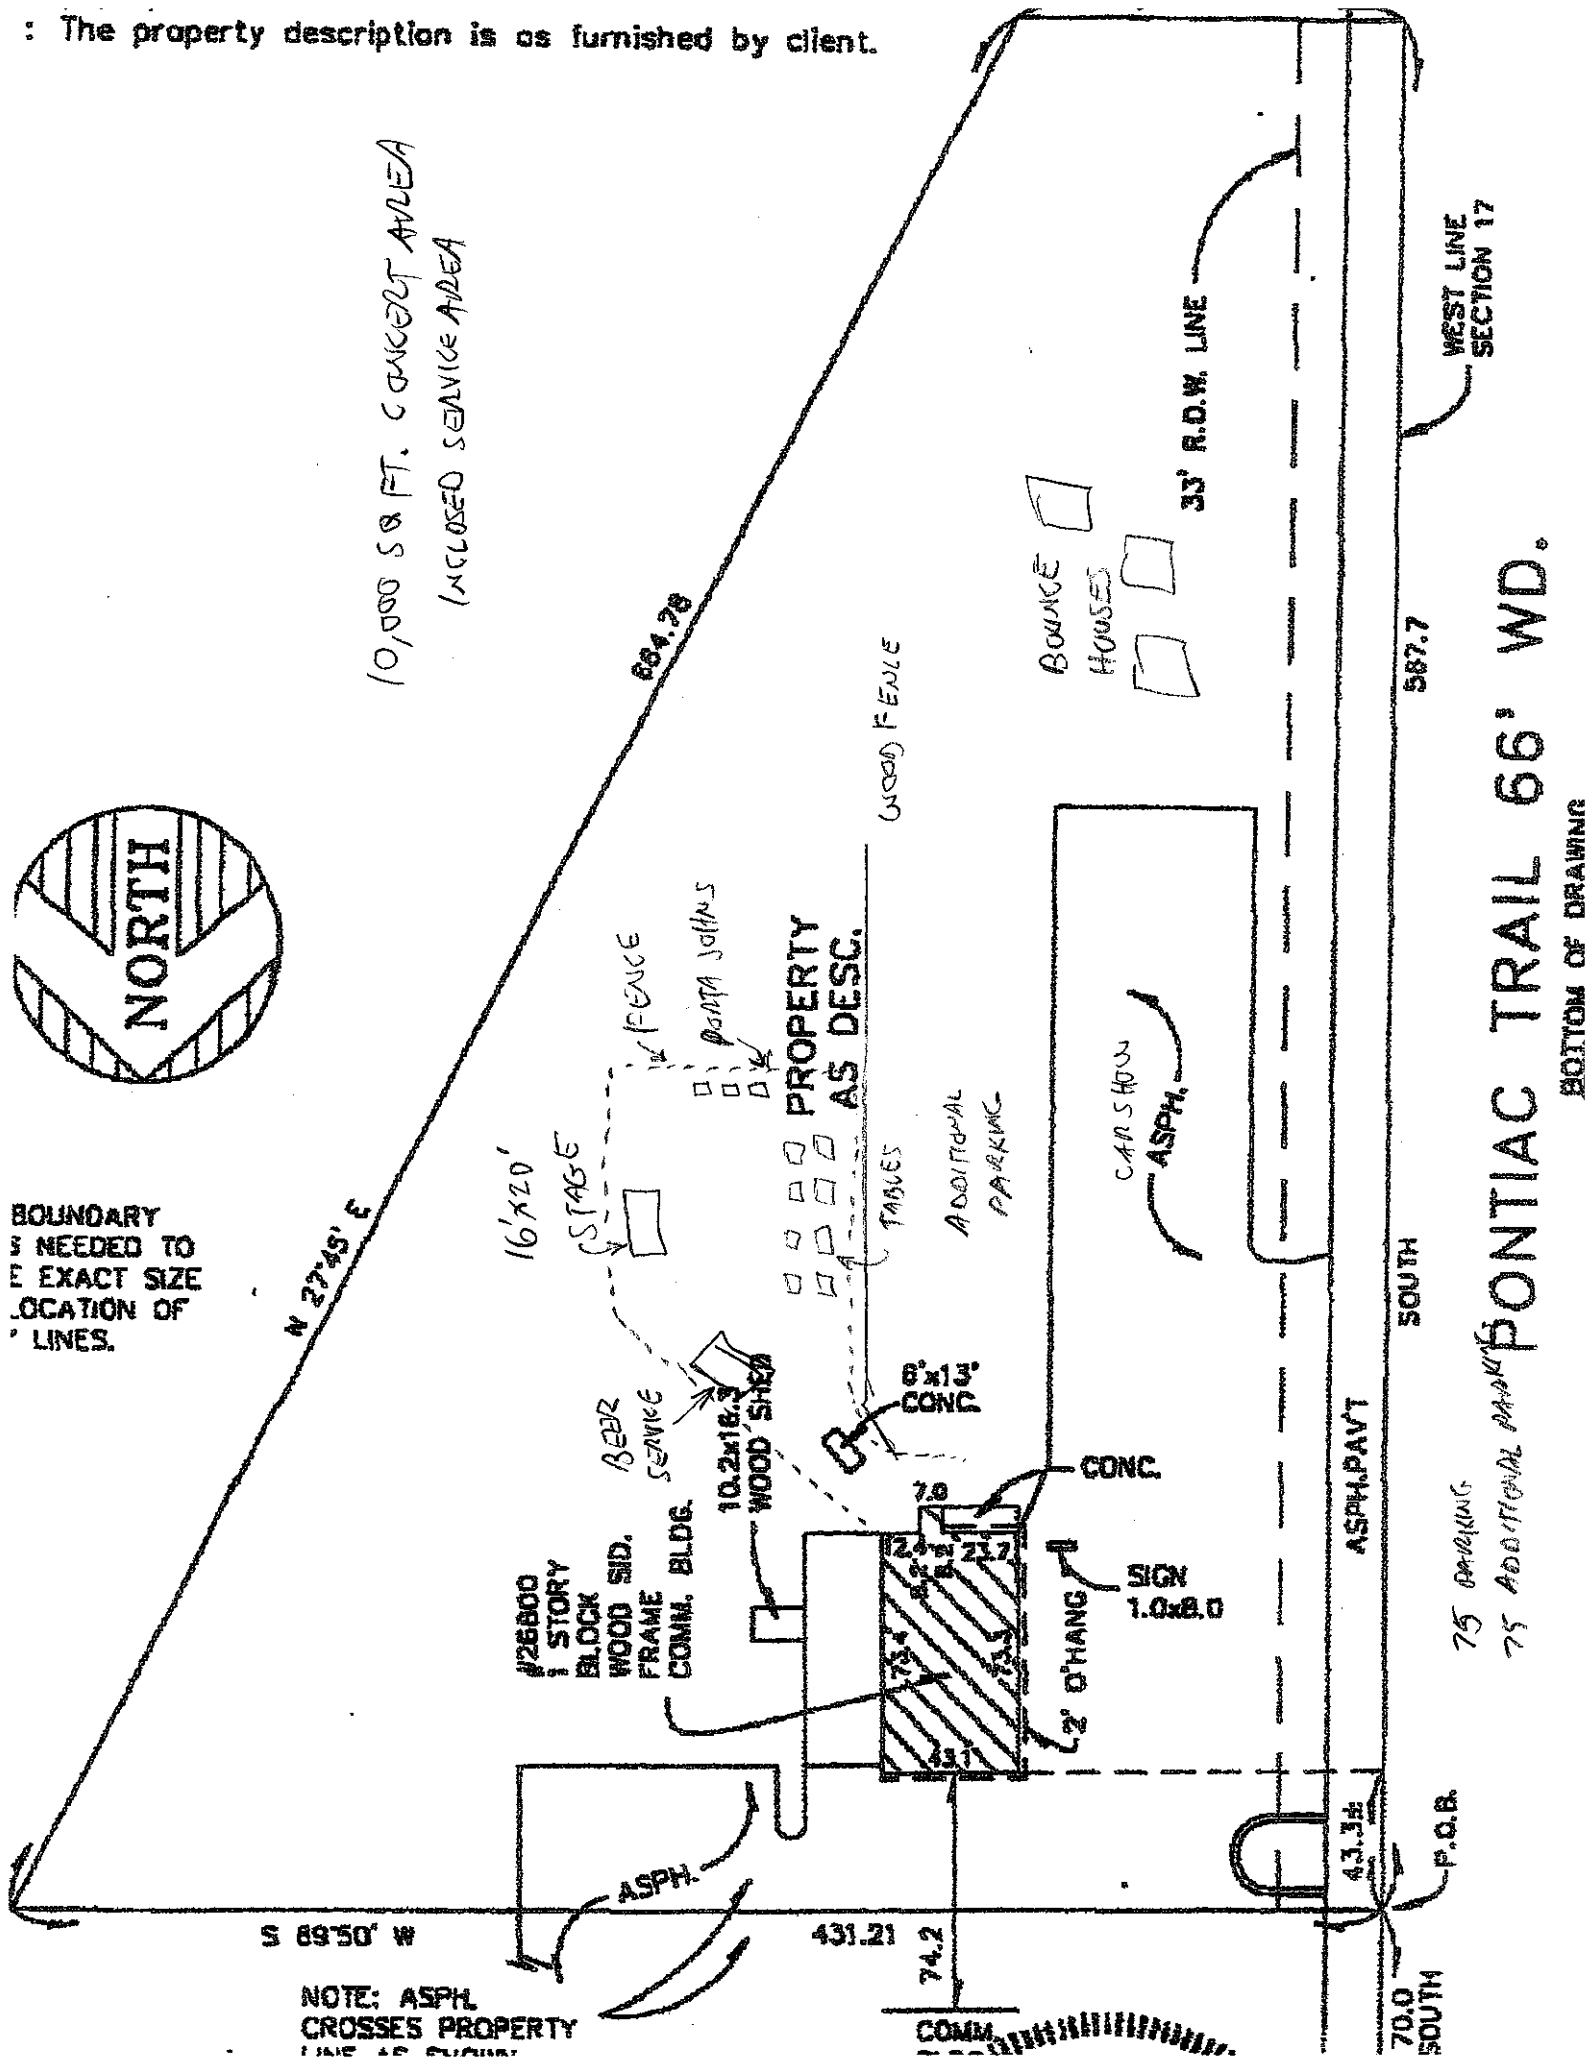 : The property description is as furnished by client.
10,000 SQ FT. CONCERT AREA
INCLOSED SERVICE AREA
NORTH
BOUNDARY
S NEEDED TO
E EXACT SIZE
LOCATION OF
LINES.
N 27°45' E
664.78
16'X20'
STAGE
FENCE
PORTA JOHNS
PROPERTY
AS DESC.
WOOD FENCE
BOUNCE
HOUSES
33' R.O.W. LINE
WEST LINE
SECTION 17
587.7
TABLES
ADDITIONAL
PARKING
CAR SHOW
ASPH.
BEER
SERVICE
10.2x16.3
WOOD SHED
6'x13'
CONC.
7.0
CONC.
#26800
1 STORY
BLOCK
WOOD SID.
FRAME
COMM. BLDG.
12.4
21.7
73.4
73.5
2' O'HANG
SIGN
1.0x8.0
ASPH.PAV'T
SOUTH
PONTIAC TRAIL 66' WD.
BOTTOM OF DRAWING
75 PARKING
75 ADDITIONAL PARKING
43.3±
P.O.B.
70.0
SOUTH
S 89°50' W
431.21
74.2
ASPH.
NOTE: ASPH.
CROSSES PROPERTY
LINE AS SHOWN
COMM.